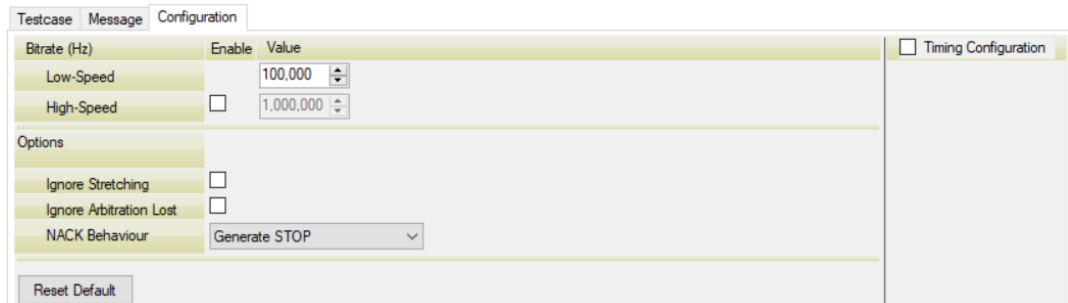 Testcase Message Configuration
Bitrate (Hz) Enable Value Timing Configuration
Low-Speed 100,000
High-Speed 1,000,000
Options
Ignore Stretching
Ignore Arbitration Lost
NACK Behaviour Generate STOP
Reset Default